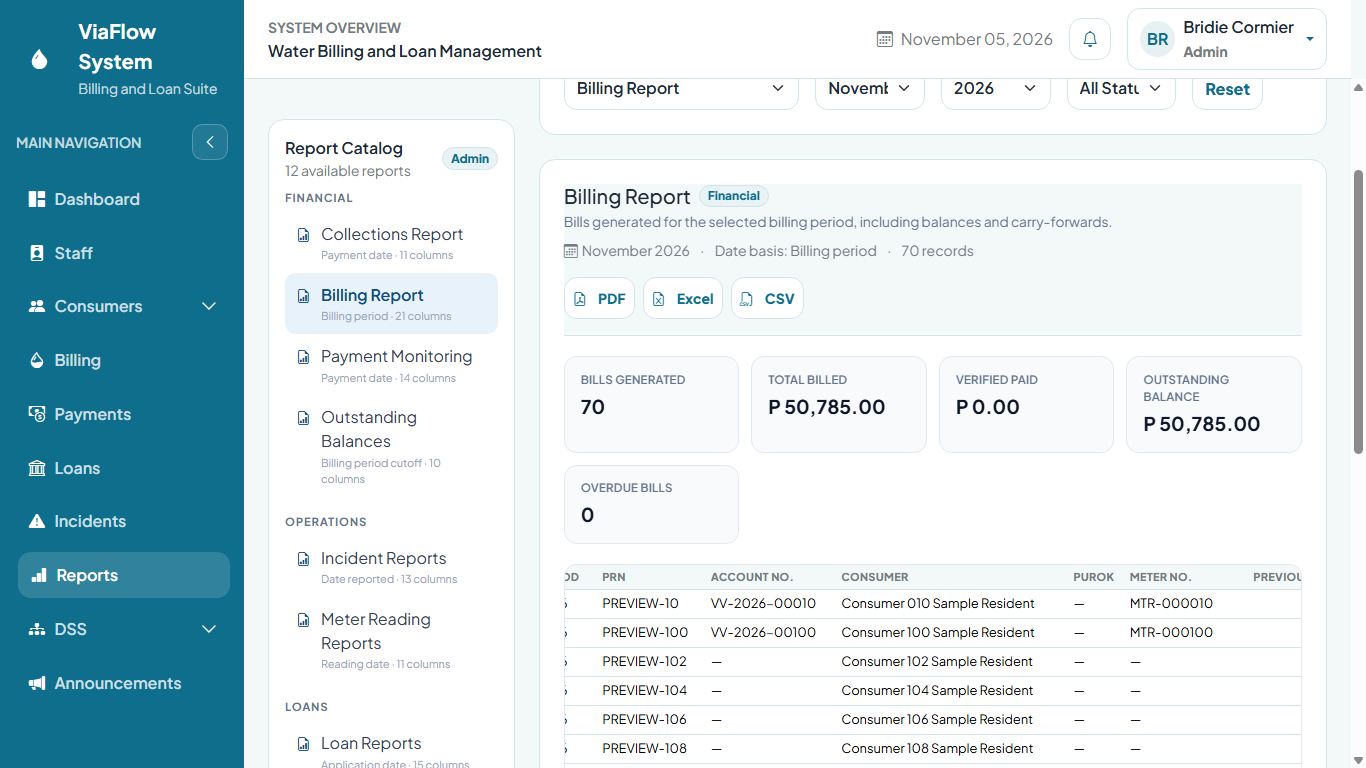 ViaFlow
System
Billing and Loan Suite
MAIN NAVIGATION
Dashboard
Staff
Consumers
Billing
Payments
Loans
Incidents
Reports
DSS
Announcements
SYSTEM OVERVIEW
Water Billing and Loan Management
November 05, 2026
BR
Bridie Cormier
Admin
Report Catalog
12 available reports
Admin
FINANCIAL
Collections Report
Payment date · 11 columns
Billing Report
Billing period · 21 columns
Payment Monitoring
Payment date · 14 columns
Outstanding
Balances
Billing period cutoff · 10
columns
OPERATIONS
Incident Reports
Date reported · 13 columns
Meter Reading
Reports
Reading date · 11 columns
LOANS
Loan Reports
Application date · 15 columns
Billing Report
2026
Reset
Billing Report Financial
Bills generated for the selected billing period, including balances and carry-forwards.
November 2026 · Date basis: Billing period · 70 records
PDF
Excel
CSV
BILLS GENERATED
70
TOTAL BILLED
P 50,785.00
VERIFIED PAID
P 0.00
OUTSTANDING
BALANCE
P 50,785.00
OVERDUE BILLS
0
PRN ACCOUNT NO. CONSUMER PUROK METER NO.
PREVIEW-10 VV-2026-00010 Consumer 010 Sample Resident — MTR-000010
PREVIEW-100 VV-2026-00100 Consumer 100 Sample Resident — MTR-000100
PREVIEW-102 — Consumer 102 Sample Resident — —
PREVIEW-104 — Consumer 104 Sample Resident — —
PREVIEW-106 — Consumer 106 Sample Resident — —
PREVIEW-108 — Consumer 108 Sample Resident — —